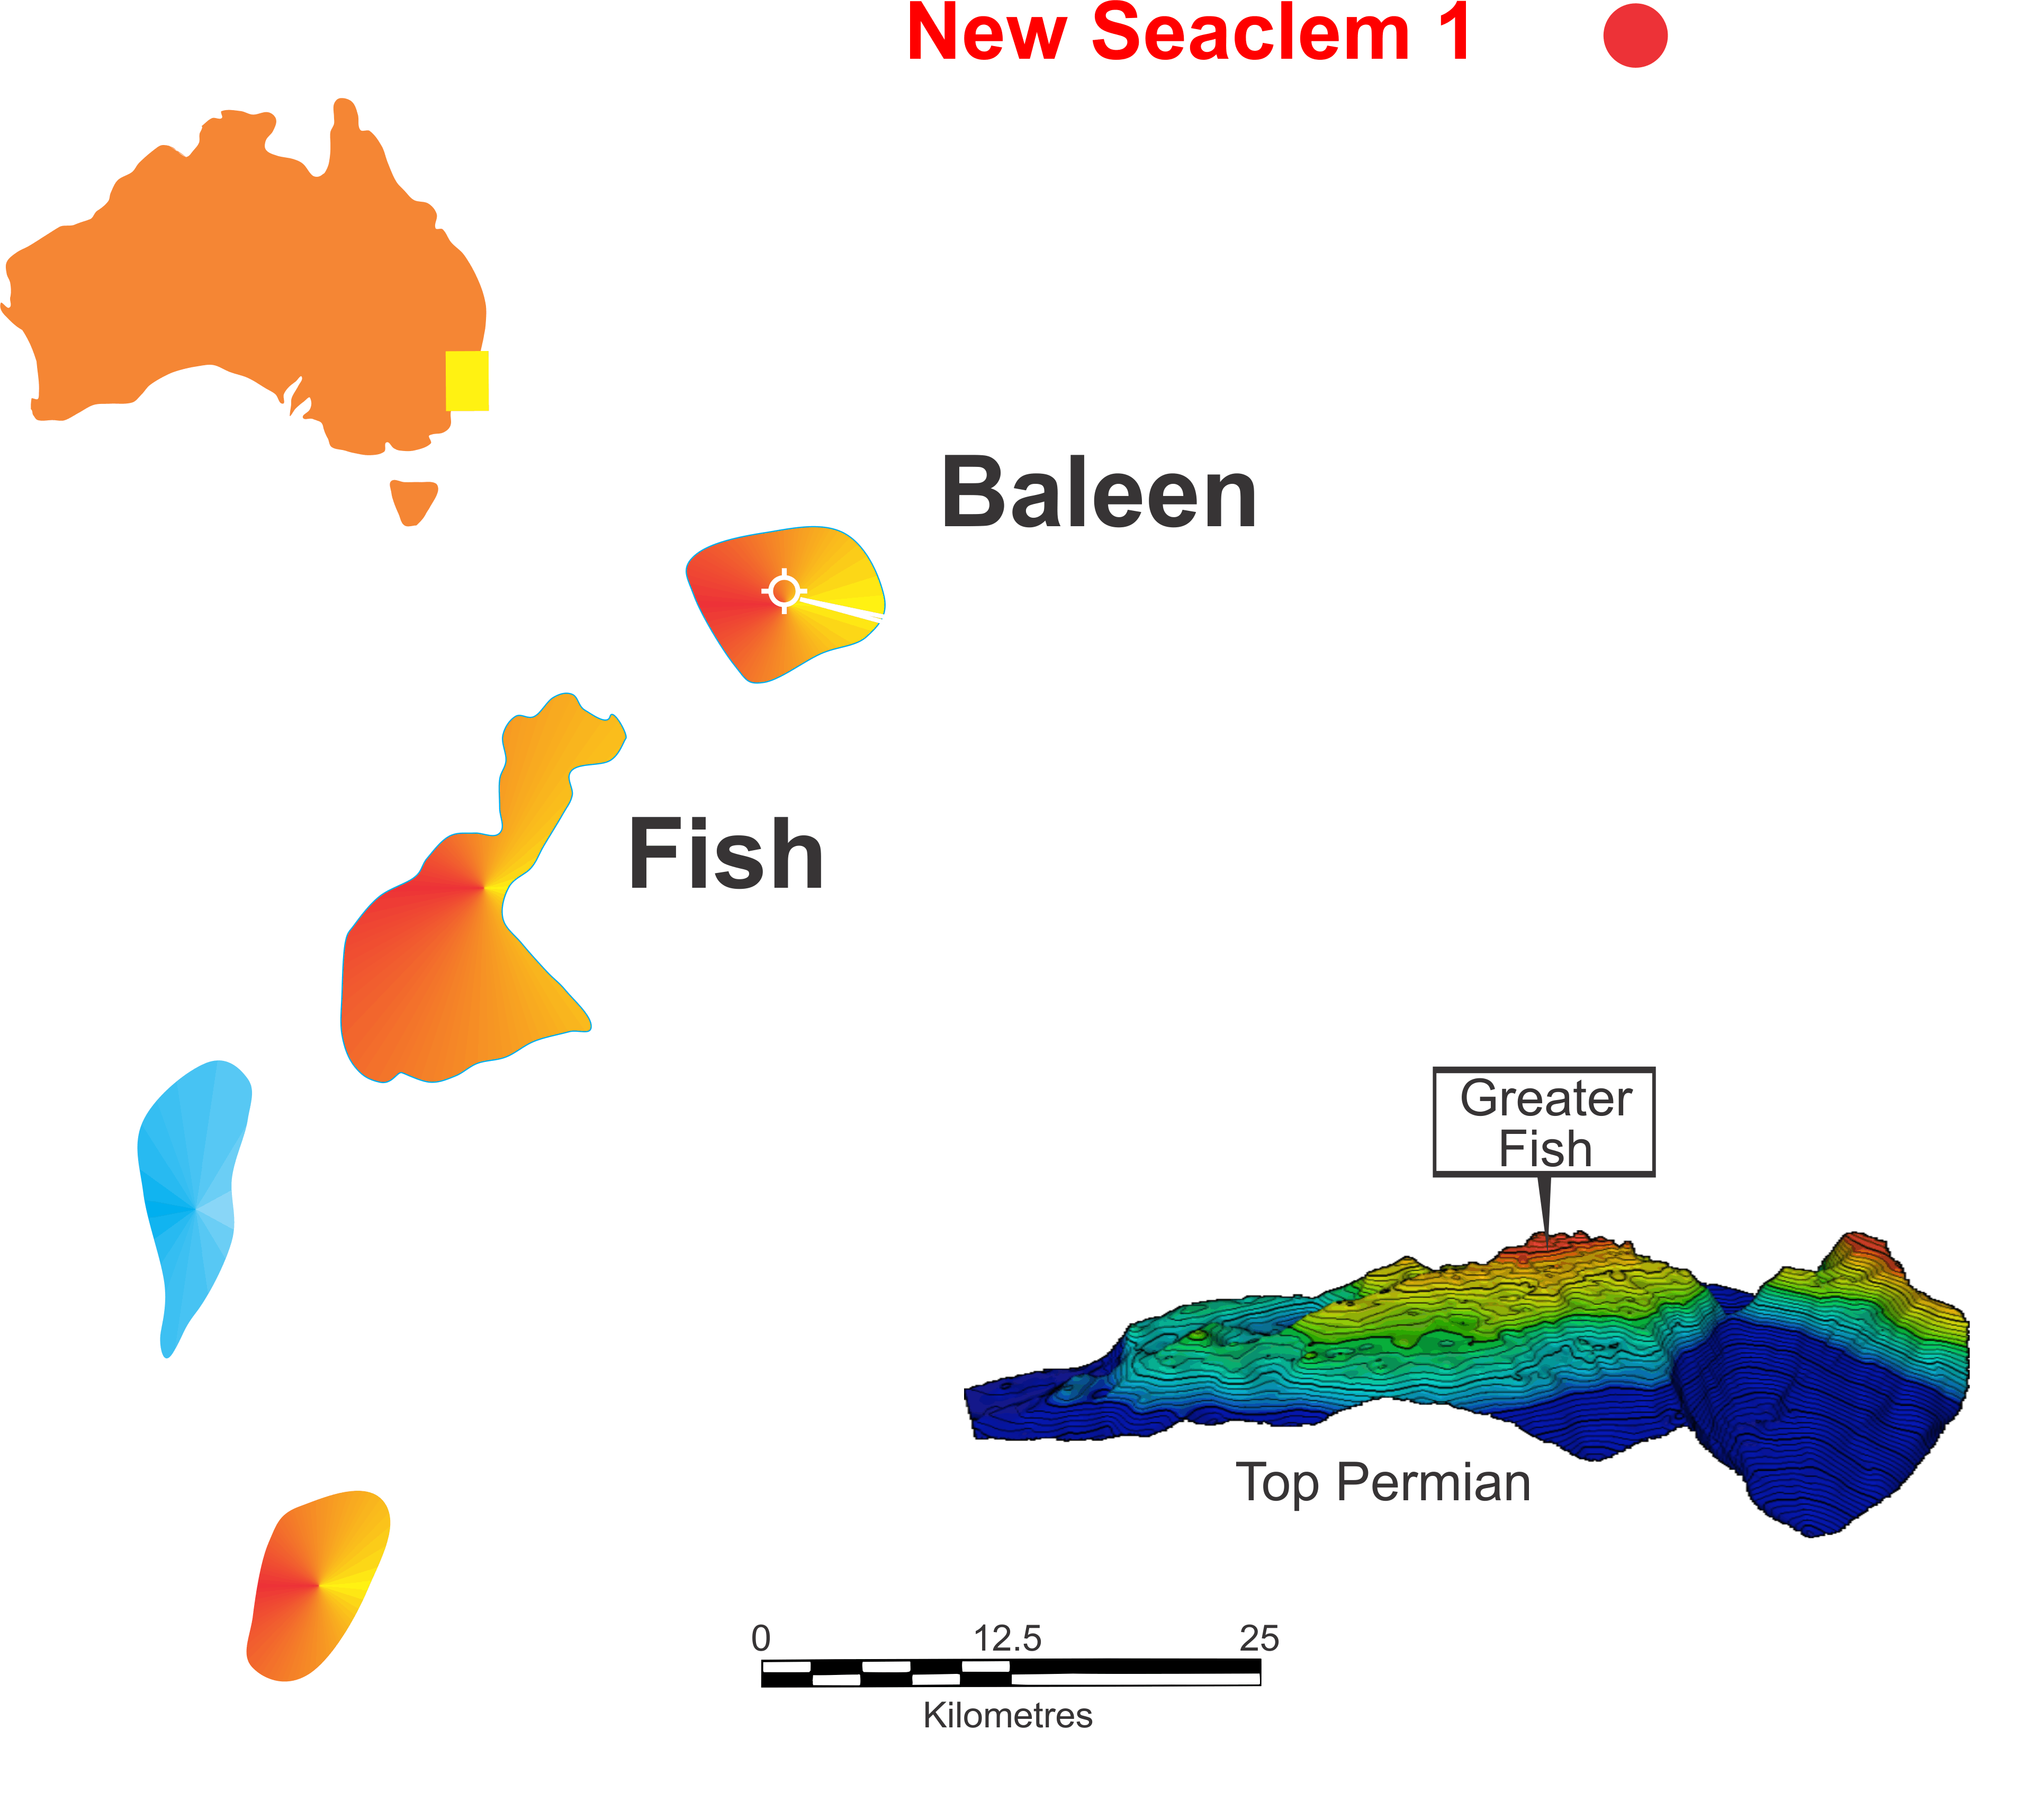 New Seaclem 1
Baleen
Fish
Greater
Fish
Top Permian
0 12.5 25
Kilometres